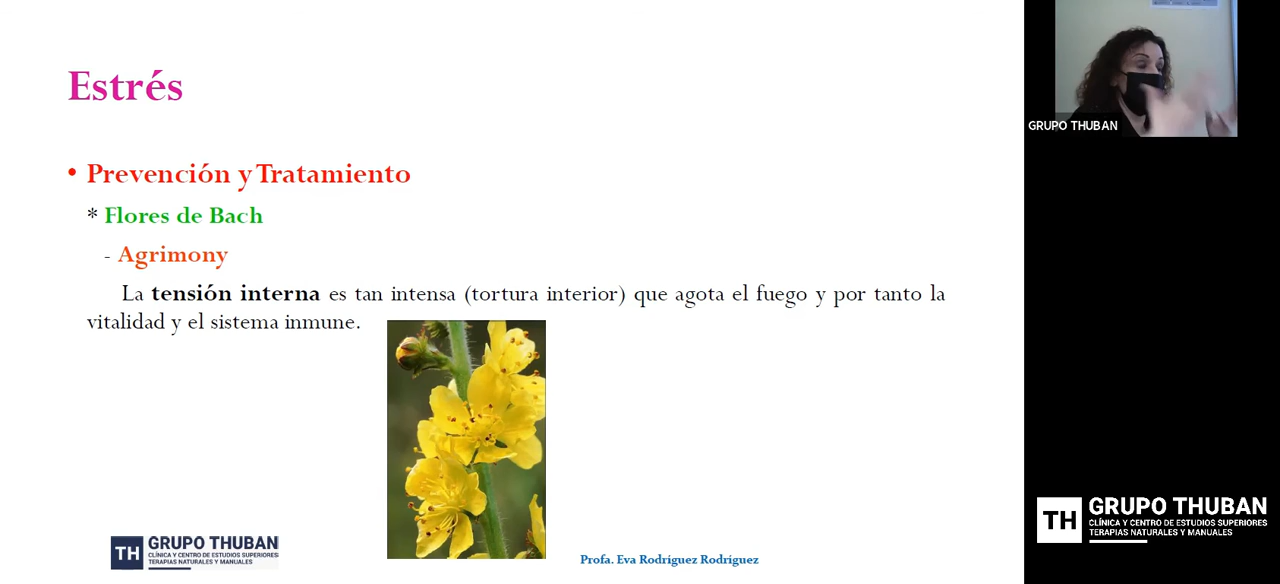 Estrés
• Prevención y Tratamiento
* Flores de Bach
- Agrimony
La tensión interna es tan intensa (tortura interior) que agota el fuego y por tanto la
vitalidad y el sistema inmune.
TH GRUPO THUBAN
CLÍNICA Y CENTRO DE ESTUDIOS SUPERIORES
TERAPIAS NATURALES Y MANUALES
Profa. Eva Rodríguez Rodríguez
GRUPO THUBAN
TH GRUPO THUBAN
CLÍNICA Y CENTRO DE ESTUDIOS SUPERIORES
TERAPIAS NATURALES Y MANUALES